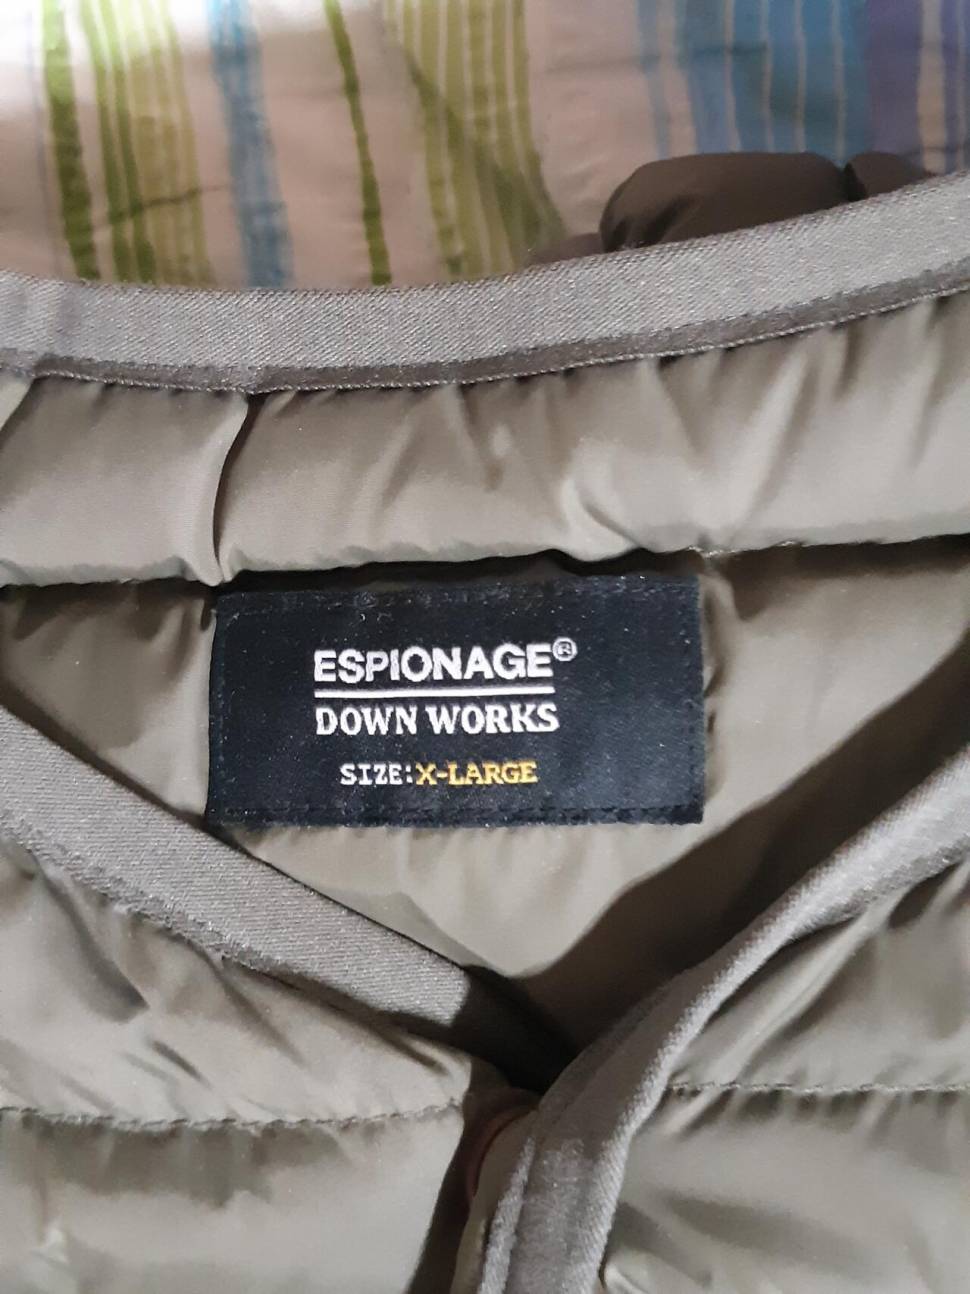 ESPIONAGE®
DOWN WORKS
SIZE:X-LARGE